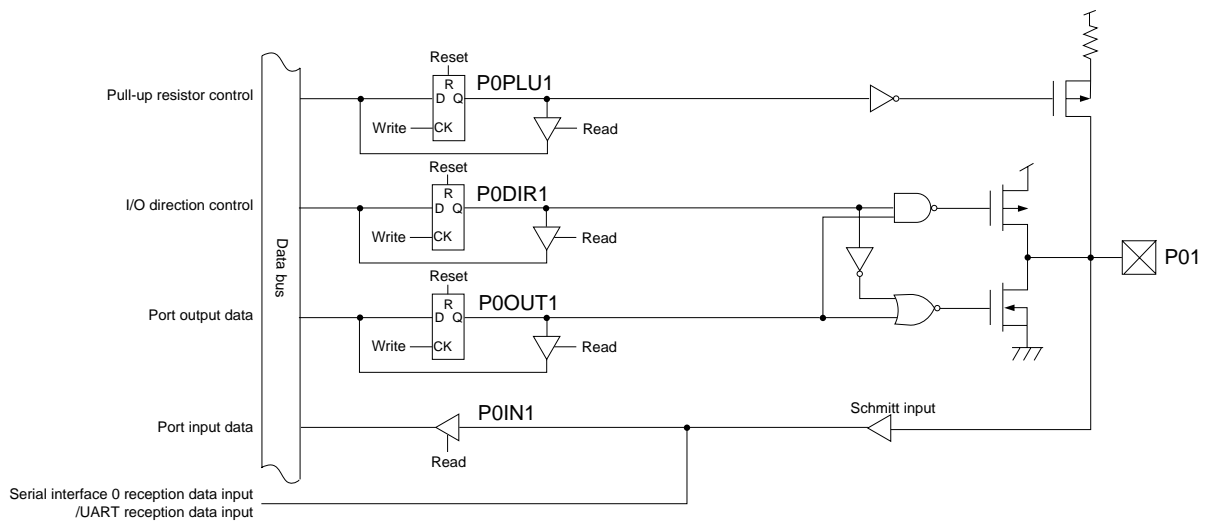 Reset
Pull-up resistor control
R
P0PLU1
D Q
Write
CK
Read
Reset
I/O direction control
R
P0DIR1
D Q
Write
CK
Read
Data bus
Reset
Port output data
R
P0OUT1
D Q
Write
CK
Read
P01
Port input data
P0IN1
Schmitt input
Read
Serial interface 0 reception data input
/UART reception data input